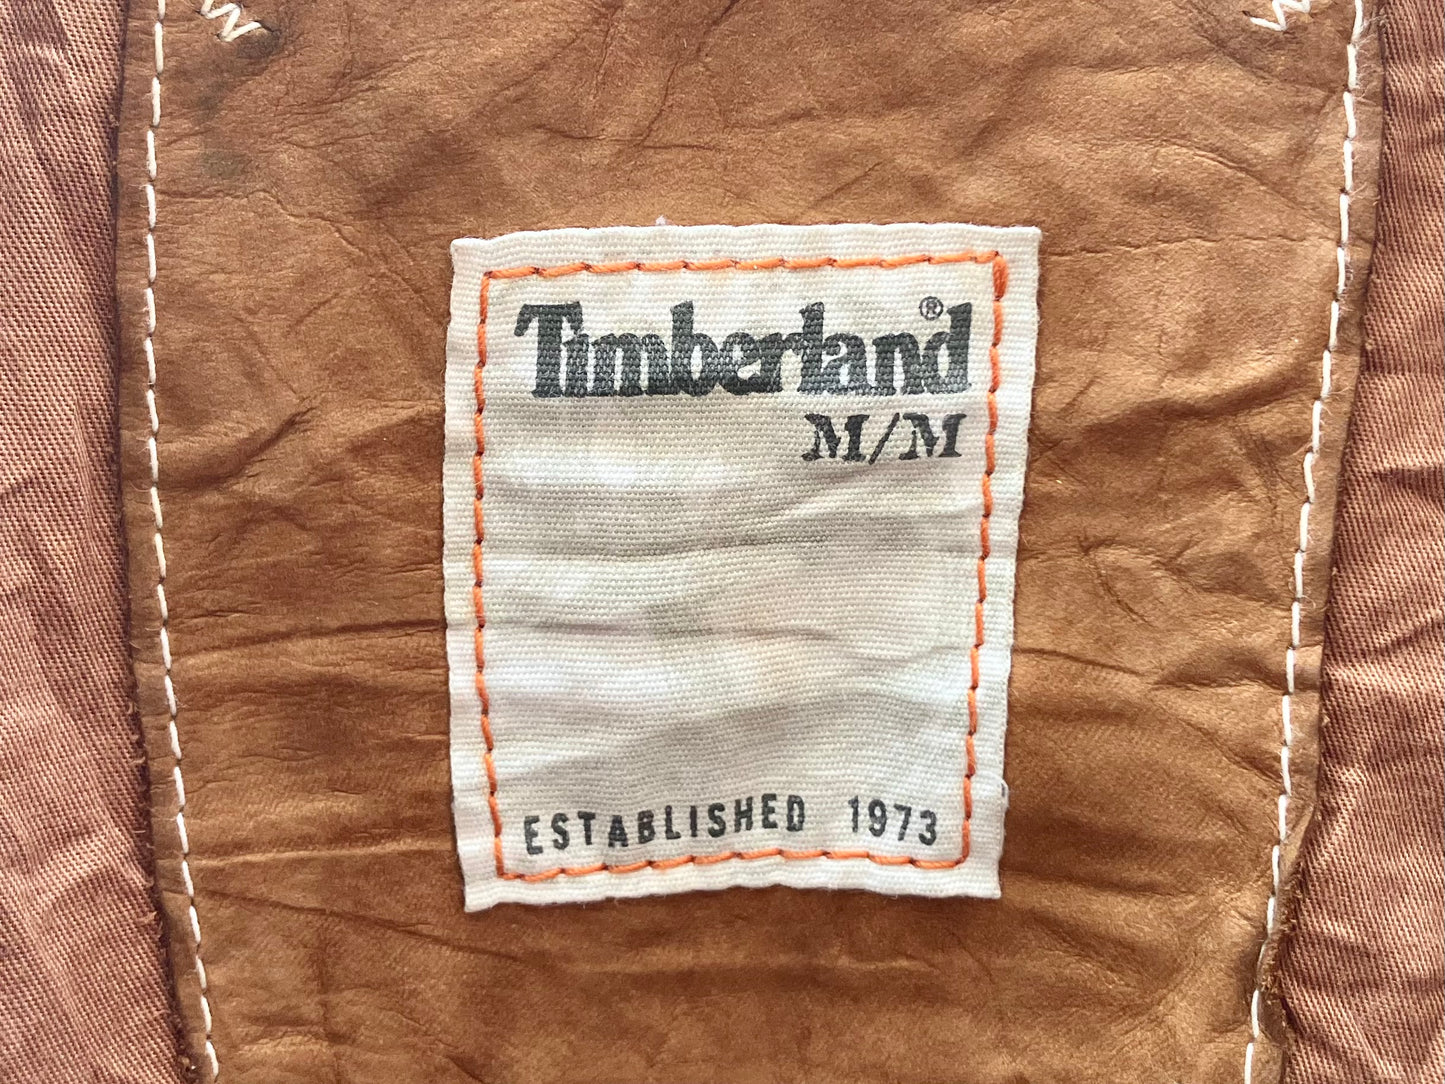 Timberland®
M/M
ESTABLISHED 1973